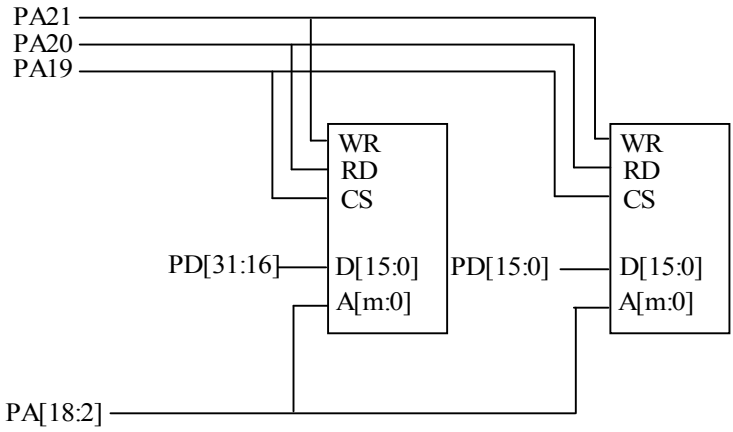 PA21
PA20
PA19
WR
RD
CS
WR
RD
CS
PD[31:16]
D[15:0]
PD[15:0]
D[15:0]
A[m:0]
A[m:0]
PA[18:2]